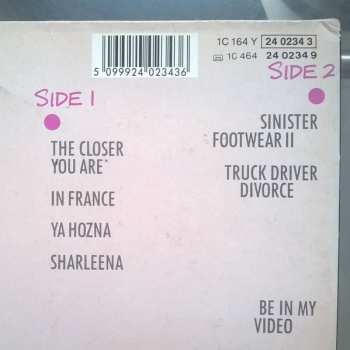 1C 164 Y 24 0234 3
1C 464 24 0234 9
5 099924 023436
SIDE 1
THE CLOSER
YOU ARE*
IN FRANCE
YA HOZNA
SHARLEENA
SIDE 2
SINISTER
FOOTWEAR II
TRUCK DRIVER
DIVORCE
BE IN MY
VIDEO